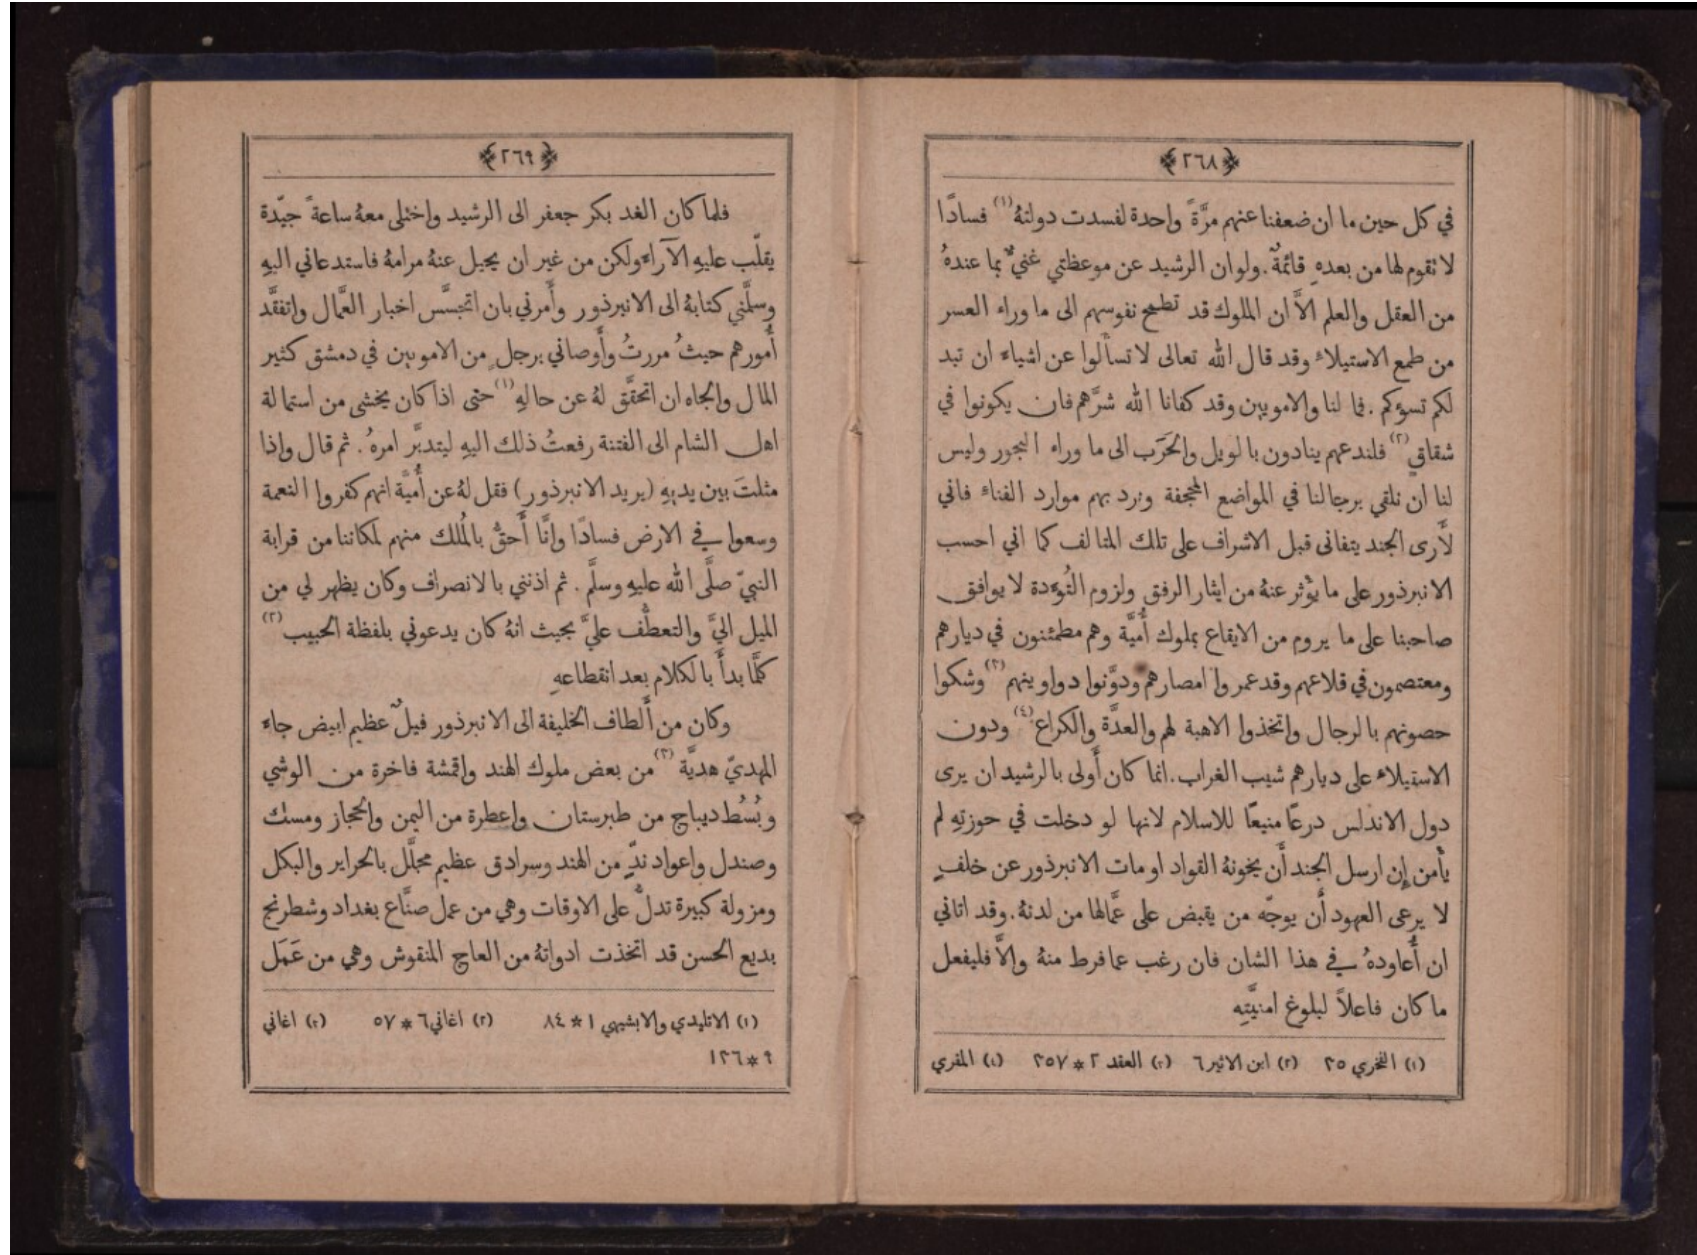 ﴿٢٦٨﴾
في كل حين ما ان ضعفنا عنهم مرَّةً واحدة لفسدت دولتهُ (١) فسادًا
لا تقوم لها من بعدهِ قائمةٌ. ولو ان الرشيد عن موعظتي غنيٌّ بما عندهُ
من العقل والعلم الاَّ ان الملوك قد تطمح نفوسهم الى ما وراء العسر
من طمع الاستيلاء وقد قال الله تعالى لا تسألوا عن اشياء ان تبد
لكم تسؤكم. فما لنا والامويين وقد كفانا الله شرَّهم فان يكونوا في
شقاقٍ (٢) فلندعهم ينادون بالويل والحَرَب الى ما وراء البحور وليس
لنا ان نلقي برجالنا في المواضع المجحفة ونرد بهم موارد الفناء فاني
لأَرى الجند يتفانى قبل الاشراف على تلك المتالف كما اني احسب
الانبرذور على ما يؤثر عنهُ من ايثار الرفق ولزوم التُؤَدة لا يوافق
صاحبنا على ما يروم من الايقاع بملوك أُميَّة وهم مطمئنون في ديارهم
ومعتصمون في قلاعهم وقد عمروا امصارهم ودوَّنوا دواوينهم (٣) وشكوا
حصونهم بالرجال واتخذوا الاهبة لهم والعدَّة والكراع (٤) ودون
الاستيلاء على ديارهم شيب الغراب. انما كان أَولى بالرشيد ان يرى
دول الاندلس درعًا منيعًا للاسلام لانها لو دخلت في حوزتهِ لم
يأمن إِن ارسل الجند أَن يخونهُ القواد او مات الانبرذور عن خلفٍ
لا يرعى العهود أَن يوجّه من يقبض على عمَّالها من لدنهُ. وقد اتاني
ان أُعاودهُ في هذا الشان فان رغب عما فرط منهُ والاَّ فليفعل
ما كان فاعلاً لبلوغ امنيَّتِهِ
(١) الفخري ٢٥ (٢) ابن الاثير ٦ (٣) العقد ٢*٢٥٧ (٤) المقري
﴿٢٦٩﴾
فلما كان الغد بكر جعفر الى الرشيد واختلى معهُ ساعةً جيّدة
يقلّب عليهِ الآراء ولكن من غير ان يحيل عنهُ مرامهُ فاستدعاني اليهِ
وسلَّمني كتابهُ الى الانبرذور وأَمرني بان اتجسَّس اخبار العمَّال واتفقَّد
أُمورهم حيثُ مررتُ وأَوصاني برجلٍ من الامويين في دمشق كثير
المال والجاه ان اتحقَّق لهُ عن حالهِ (١) حتى اذا كان يخشى من استمالة
اهل الشام الى الفتنة رفعتُ ذلك اليهِ ليتدبَّر امرهُ. ثم قال واذا
مثلتَ بين يديهِ (يريد الانبرذور) فقل لهُ عن أُميَّة انهم كفروا النعمة
وسعوا في الارض فسادًا وانَّا أَحقُّ بالمُلك منهم لمكاننا من قرابة
النبيّ صلَّى الله عليهِ وسلَّم. ثم اذنني بالانصراف وكان يظهر لي من
الميل اليَّ والتعطُّف عليَّ بحيث انهُ كان يدعوني بلفظة الحبيب (٢)
كلَّما بدأَ بالكلام بعد انقطاعهِ
وكان من أَلطاف الخليفة الى الانبرذور فيلٌ عظيم ابيض جاء
المهديّ هديَّة (٣) من بعض ملوك الهند واقمشة فاخرة من الوشي
وبُسُط ديباج من طبرستان واعطرة من اليمن والحجاز ومسك
وصندل واعواد ندٍّ من الهند وسرادق عظيم مجلَّل بالحراير والبكل
ومزولة كبيرة تدلُّ على الاوقات وهي من عمل صنَّاع بغداد وشطرنج
بديع الحسن قد اتخذت ادواتهُ من العاج المنقوش وهي من عَمَل
(١) الاتليدي والابشيهي ١*٨٤ (٢) اغاني ٦*٥٧ (٣) اغاني
٩*١٢٦